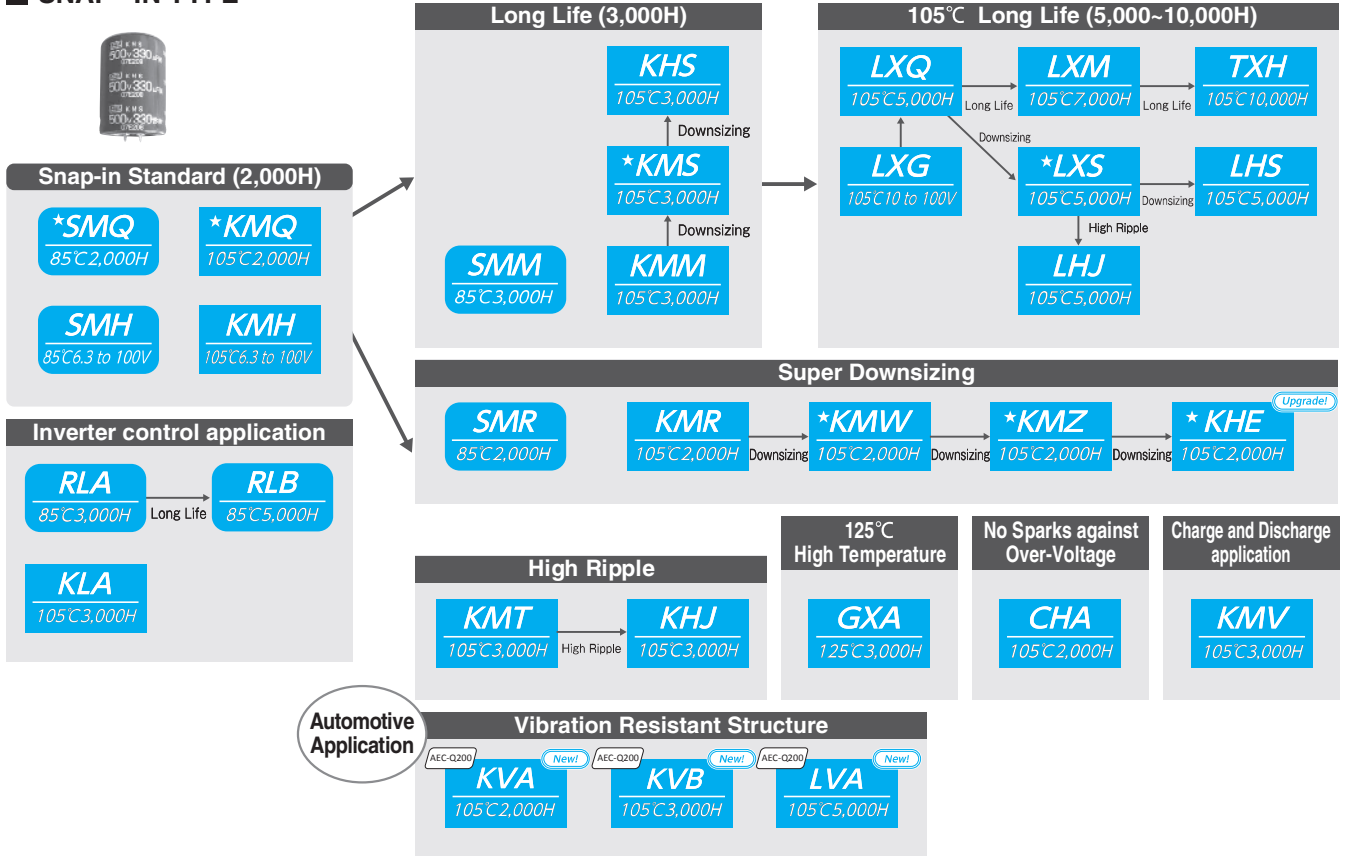 SNAP-IN TYPE
KHS
500v330µF
KHS
500v330µF
KMS
500v330
Snap-in Standard (2,000H)
★SMQ
85℃2,000H
★KMQ
105℃2,000H
SMH
85℃6.3 to 100V
KMH
105℃6.3 to 100V
Inverter control application
RLA
85℃3,000H
Long Life
RLB
85℃5,000H
KLA
105℃3,000H
Long Life (3,000H)
KHS
105℃3,000H
Downsizing
★KMS
105℃3,000H
Downsizing
SMM
85℃3,000H
KMM
105℃3,000H
105℃ Long Life (5,000~10,000H)
LXQ
105℃5,000H
Long Life
LXM
105℃7,000H
Long Life
TXH
105℃10,000H
Downsizing
LXG
105℃10 to 100V
★LXS
105℃5,000H
Downsizing
LHS
105℃5,000H
High Ripple
LHJ
105℃5,000H
Super Downsizing
SMR
85℃2,000H
KMR
105℃2,000H
Downsizing
★KMW
105℃2,000H
Downsizing
★KMZ
105℃2,000H
Downsizing
Upgrade!
★KHE
105℃2,000H
High Ripple
KMT
105℃3,000H
High Ripple
KHJ
105℃3,000H
125℃
High Temperature
GXA
125℃3,000H
No Sparks against
Over-Voltage
CHA
105℃2,000H
Charge and Discharge
application
KMV
105℃3,000H
Automotive
Application
Vibration Resistant Structure
AEC-Q200
New!
KVA
105℃2,000H
AEC-Q200
New!
KVB
105℃3,000H
AEC-Q200
New!
LVA
105℃5,000H